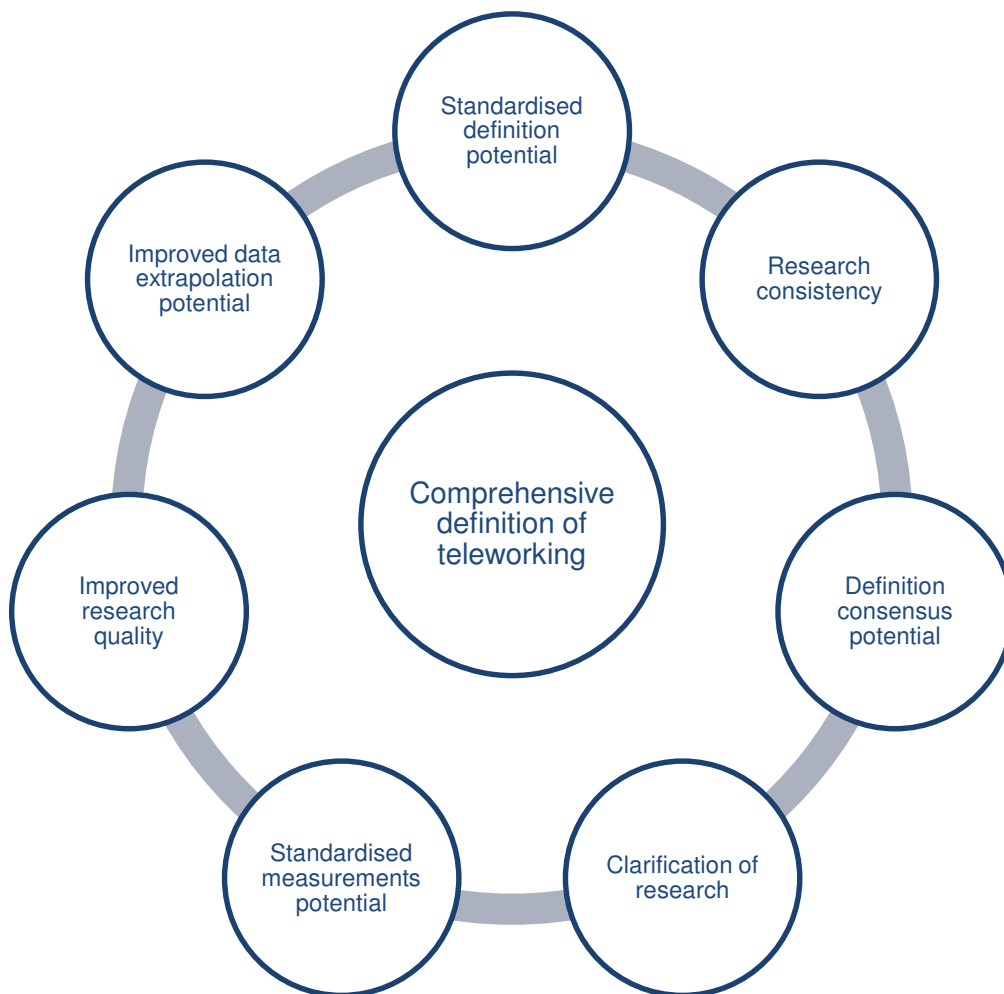 Standardised
definition
potential
Research
consistency
Definition
consensus
potential
Clarification of
research
Standardised
measurements
potential
Improved
research
quality
Improved data
extrapolation
potential
Comprehensive
definition of
teleworking